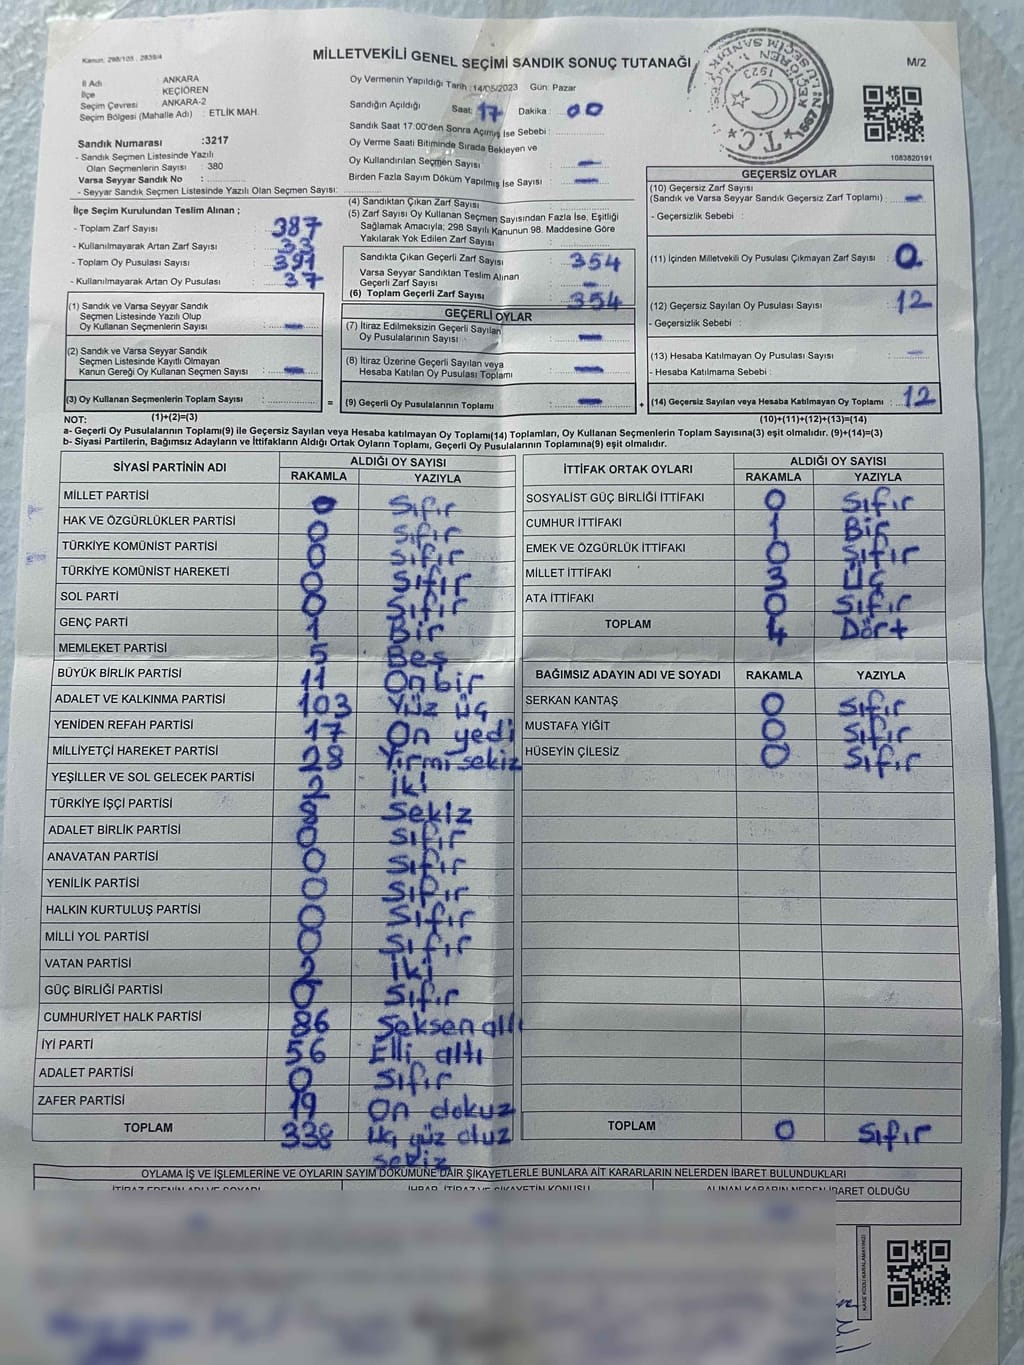 Kanun: 298/105 . 2839/4
MİLLETVEKİLİ GENEL SEÇİMİ SANDIK SONUÇ TUTANAĞI
M/2
İl Adı : ANKARA
İlçe : KEÇİÖREN
Seçim Çevresi : ANKARA-2
Seçim Bölgesi (Mahalle Adı) : ETLİK MAH.
Sandık Numarası :3217
- Sandık Seçmen Listesinde Yazılı
Olan Seçmenlerin Sayısı : 380
Varsa Seyyar Sandık No :
- Seyyar Sandık Seçmen Listesinde Yazılı Olan Seçmen Sayısı:
Oy Vermenin Yapıldığı Tarih :14/05/2023 Gün: Pazar
Sandığın Açıldığı Saat: 17 Dakika : 00
Sandık Saat 17:00'den Sonra Açmış İse Sebebi :
Oy Verme Saati Bitiminde Sırada Bekleyen ve
Oy Kullandırılan Seçmen Sayısı : —
Birden Fazla Sayım Döküm Yapılmış İse Sayısı : —
T.C. 1923
1083820191
İlçe Seçim Kurulundan Teslim Alınan ;
- Toplam Zarf Sayısı : 387
- Kullanılmayarak Artan Zarf Sayısı : 33
- Toplam Oy Pusulası Sayısı : 391
- Kullanılmayarak Artan Oy Pusulası : 37
(1) Sandık ve Varsa Seyyar Sandık
Seçmen Listesinde Yazılı Olup
Oy Kullanan Seçmenlerin Sayısı : —
(2) Sandık ve Varsa Seyyar Sandık
Seçmen Listesinde Kayıtlı Olmayan
Kanun Gereği Oy Kullanan Seçmen Sayısı : —
(3) Oy Kullanan Seçmenlerin Toplam Sayısı :
(1)+(2)=(3)
(4) Sandıktan Çıkan Zarf Sayısı :
(5) Zarf Sayısı Oy Kullanan Seçmen Sayısından Fazla İse, Eşitliği
Sağlamak Amacıyla; 298 Sayılı Kanunun 98. Maddesine Göre
Yakılarak Yok Edilen Zarf Sayısı :
Sandıkta Çıkan Geçerli Zarf Sayısı : 354
Varsa Seyyar Sandıktan Teslim Alınan
Geçerli Zarf Sayısı : —
(6) Toplam Geçerli Zarf Sayısı : 354
GEÇERLİ OYLAR
(7) İtiraz Edilmeksizin Geçerli Sayılan
Oy Pusulalarının Sayısı : —
(8) İtiraz Üzerine Geçerli Sayılan veya
Hesaba Katılan Oy Pusulası Toplamı : —
= (9) Geçerli Oy Pusulalarının Toplamı : —
GEÇERSİZ OYLAR
(10) Geçersiz Zarf Sayısı
(Sandık ve Varsa Seyyar Sandık Geçersiz Zarf Toplamı) : —
- Geçersizlik Sebebi :
(11) İçinden Milletvekili Oy Pusulası Çıkmayan Zarf Sayısı : 0
(12) Geçersiz Sayılan Oy Pusulası Sayısı : 12
- Geçersizlik Sebebi :
(13) Hesaba Katılmayan Oy Pusulası Sayısı : —
- Hesaba Katılmama Sebebi :
+ (14) Geçersiz Sayılan veya Hesaba Katılmayan Oy Toplamı : 12
(10)+(11)+(12)+(13)=(14)
NOT:
a- Geçerli Oy Pusulalarının Toplamı(9) ile Geçersiz Sayılan veya Hesaba katılmayan Oy Toplamı(14) Toplamları, Oy Kullanan Seçmenlerin Toplam Sayısına(3) eşit olmalıdır. (9)+(14)=(3)
b- Siyasi Partilerin, Bağımsız Adayların ve İttifakların Aldığı Ortak Oyların Toplamı, Geçerli Oy Pusulalarının Toplamına(9) eşit olmalıdır.
SİYASİ PARTİNİN ADI ALDIĞI OY SAYISI
RAKAMLA YAZIYLA
MİLLET PARTİSİ 0 Sıfır
HAK VE ÖZGÜRLÜKLER PARTİSİ 0 Sıfır
TÜRKİYE KOMÜNİST PARTİSİ 0 Sıfır
TÜRKİYE KOMÜNİST HAREKETİ 0 Sıfır
SOL PARTİ 0 Sıfır
GENÇ PARTİ 1 Bir
MEMLEKET PARTİSİ 5 Beş
BÜYÜK BİRLİK PARTİSİ 11 On bir
ADALET VE KALKINMA PARTİSİ 103 Yüz üç
YENİDEN REFAH PARTİSİ 17 On yedi
MİLLİYETÇİ HAREKET PARTİSİ 28 Yirmi sekiz
YEŞİLLER VE SOL GELECEK PARTİSİ 2 İki
TÜRKİYE İŞÇİ PARTİSİ 8 Sekiz
ADALET BİRLİK PARTİSİ 0 Sıfır
ANAVATAN PARTİSİ 0 Sıfır
YENİLİK PARTİSİ 0 Sıfır
HALKIN KURTULUŞ PARTİSİ 0 Sıfır
MİLLİ YOL PARTİSİ 0 Sıfır
VATAN PARTİSİ 2 İki
GÜÇ BİRLİĞİ PARTİSİ 0 Sıfır
CUMHURİYET HALK PARTİSİ 86 Seksen altı
İYİ PARTİ 56 Elli altı
ADALET PARTİSİ 0 Sıfır
ZAFER PARTİSİ 19 On dokuz
TOPLAM 338 Üç yüz otuz
sekiz
İTTİFAK ORTAK OYLARI ALDIĞI OY SAYISI
RAKAMLA YAZIYLA
SOSYALİST GÜÇ BİRLİĞİ İTTİFAKI 0 Sıfır
CUMHUR İTTİFAKI 1 Bir
EMEK VE ÖZGÜRLÜK İTTİFAKI 0 Sıfır
MİLLET İTTİFAKI 3 Üç
ATA İTTİFAKI 0 Sıfır
TOPLAM 4 Dört
BAĞIMSIZ ADAYIN ADI VE SOYADI RAKAMLA YAZIYLA
SERKAN KANTAŞ 0 Sıfır
MUSTAFA YİĞİT 0 Sıfır
HÜSEYİN ÇİLESİZ 0 Sıfır
TOPLAM 0 Sıfır
OYLAMA İŞ VE İŞLEMLERİNE VE OYLARIN SAYIM DÖKÜMÜNE DAİR ŞİKAYETLERLE BUNLARA AİT KARARLARIN NELERDEN İBARET BULUNDUKLARI
İTİRAZ EDENİN ADI VE SOYADI İHBAR, İTİRAZ VE ŞİKAYETİN KONUSU ALINAN KARARIN NEDEN İBARET OLDUĞU
KARE KODU KARALAMAYINIZ!